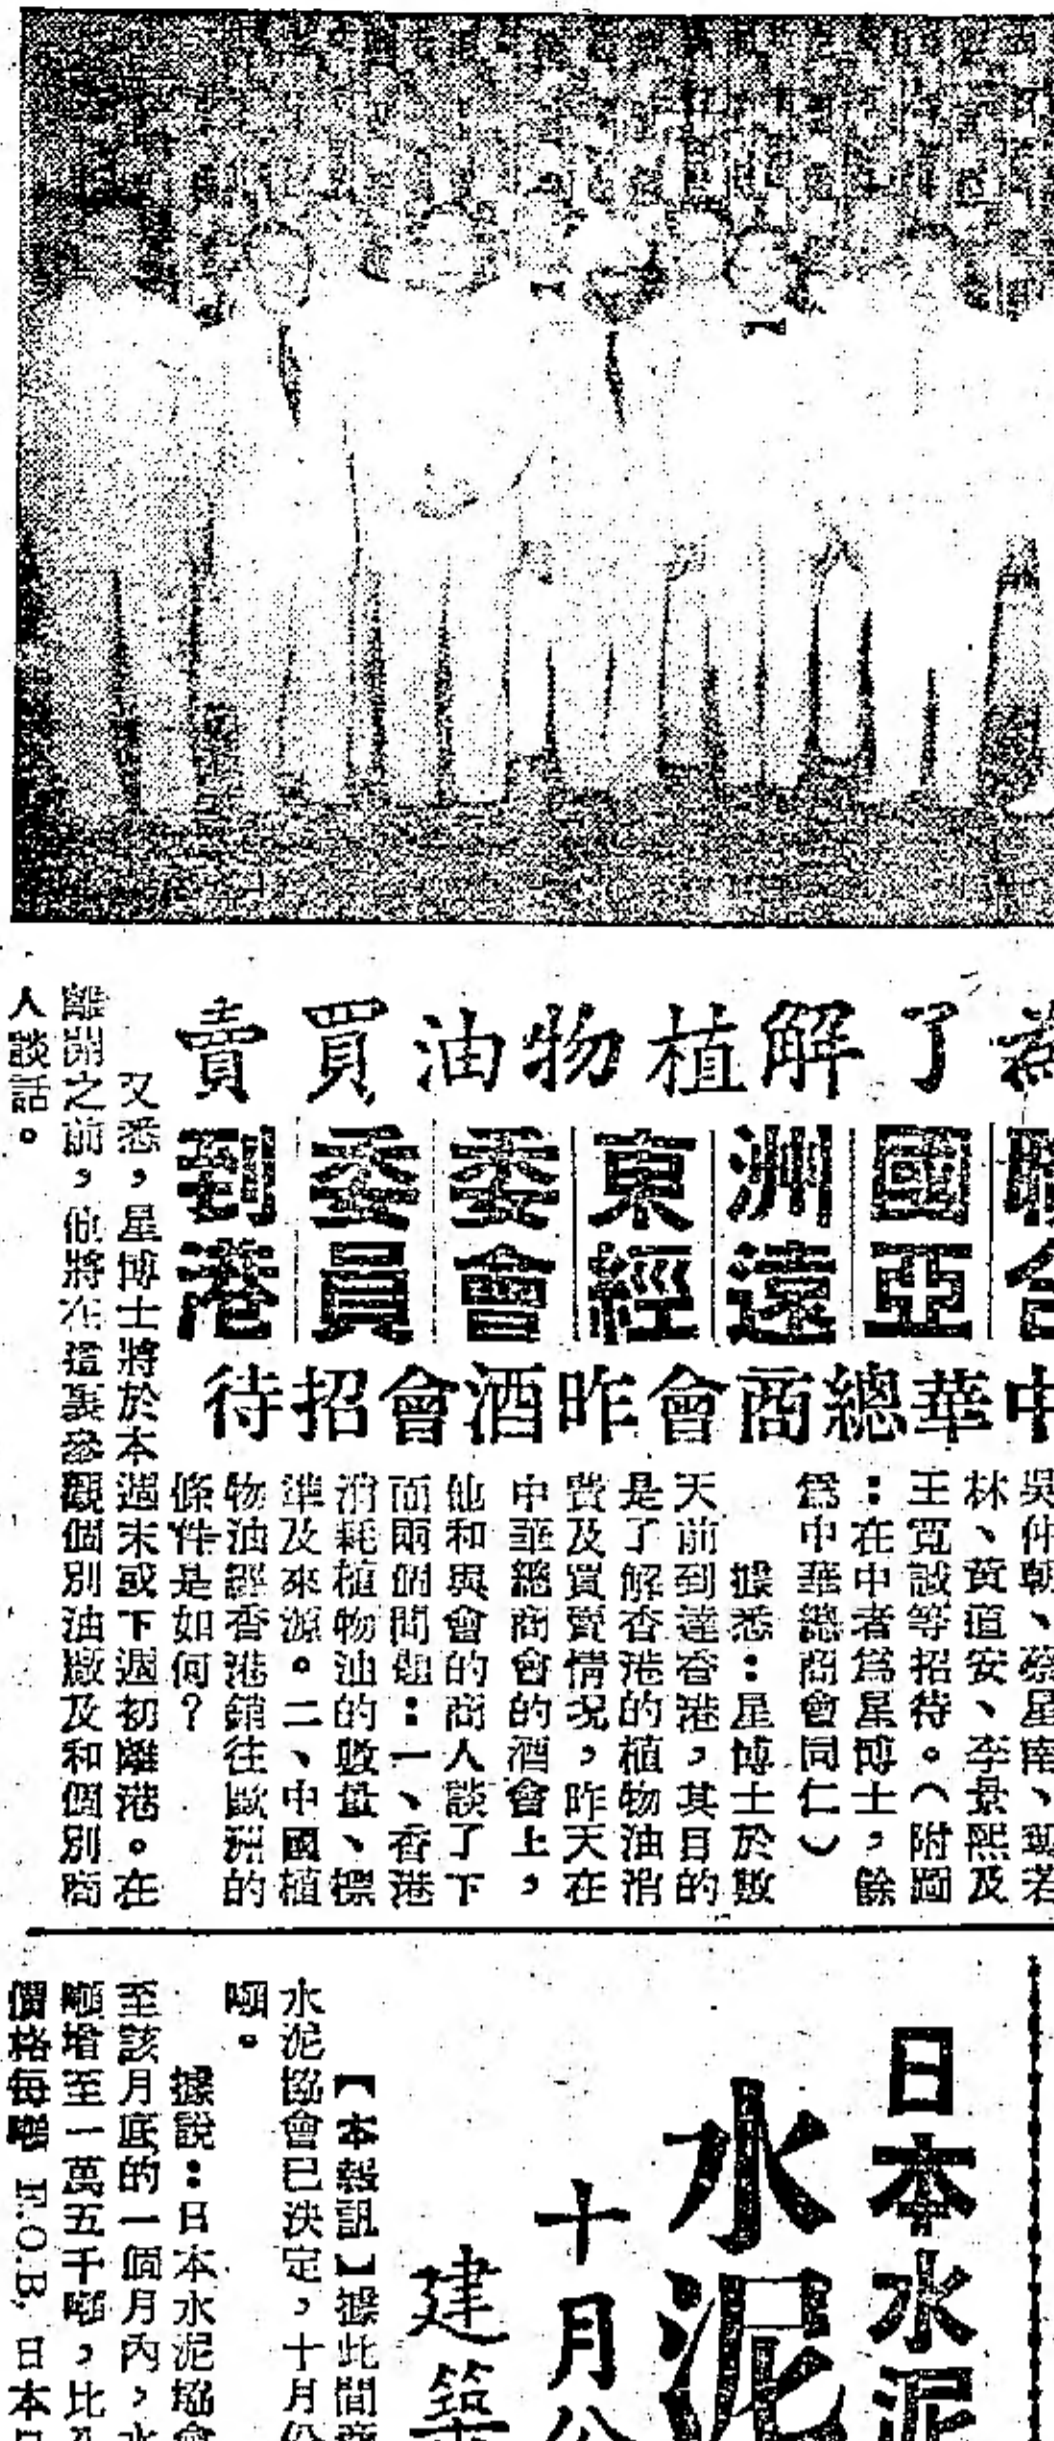 了解植物油買賣
國亞洲遠東經委會委員到港
中華總商會昨酒會招待
吳仲朝、蔡星南、
林、黃道安、李景熙及
王寬誠等招待。（附圖
：在中者爲星博士，餘
爲中華總商會同仁）
據悉：星博士於數
天前到達香港，其目的
是了解香港的植物油消
費及買賣情況，昨天在
中華總商會的酒會上，
他和與會的商人談了下
面兩個問題：一、香港
消耗植物油的數量、標
準及來源。二、中國植
物油經香港銷往歐洲的
條件是如何？
又悉，星博士將於本週末或下週初離港。在
離開之前，他將在這裏參觀個別油廠及和個別商
人談話。
日本水泥
水泥
十月份
建築
【本報訊】據此間商
水泥協會已決定，十月份
噸。
據說：日本水泥協會
至該月底的一個月內，水
噸增至一萬五千噸，比
價格每噸 F.O.B. 日本